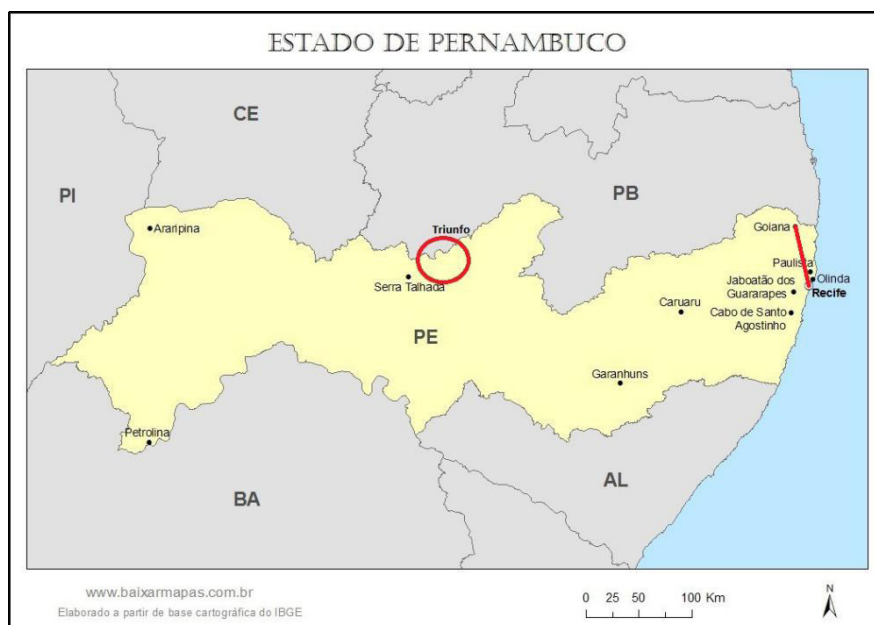 ESTADO DE PERNAMBUCO
CE
PI
PB
Araripina
Triunfo
Goiana
Serra Talhada
Paulista
Olinda
Jaboatão dos
Guararapes
Recife
Caruaru
Cabo de Santo
Agostinho
PE
Garanhuns
Petrolina
AL
BA
www.baixarmapas.com.br
Elaborado a partir de base cartográfica do IBGE
0 25 50 100 Km
N